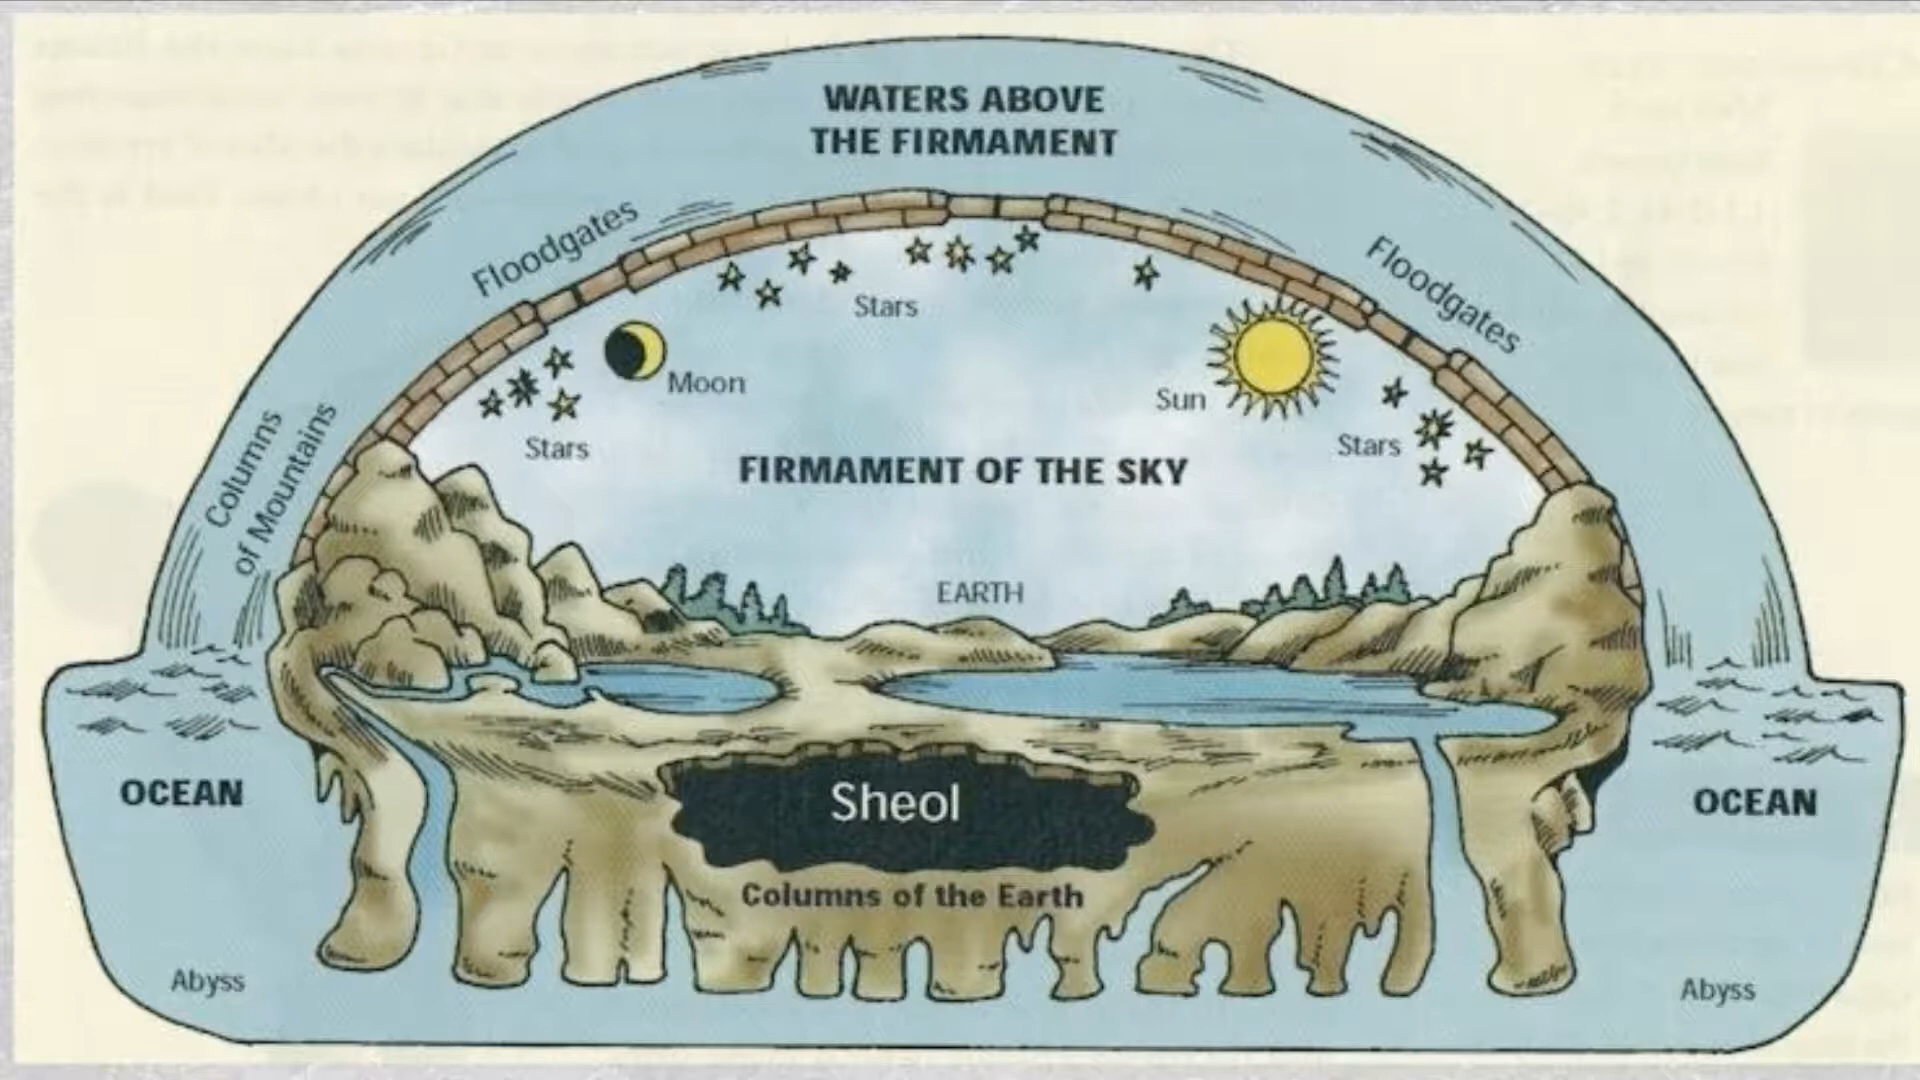 WATERS ABOVE
THE FIRMAMENT
Floodgates
Floodgates
Stars
Moon
Sun
Columns
of Mountains
Stars
Stars
FIRMAMENT OF THE SKY
EARTH
OCEAN
Sheol
OCEAN
Columns of the Earth
Abyss
Abyss